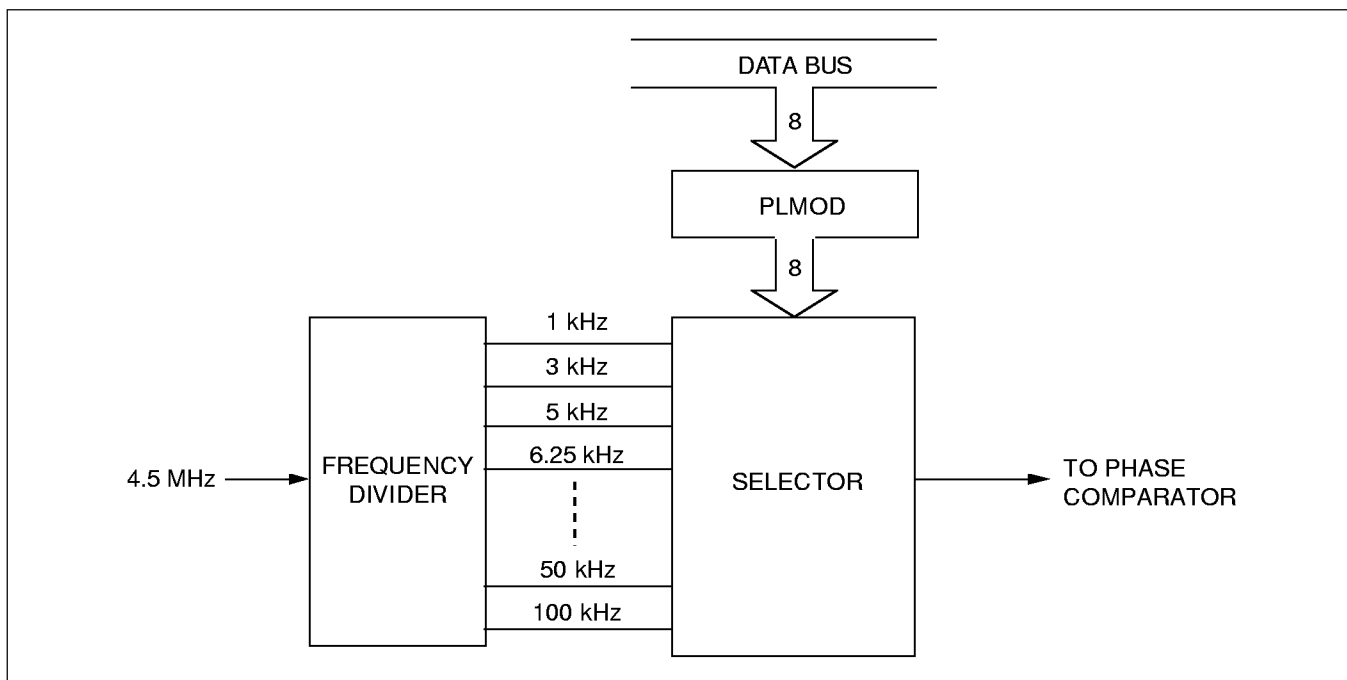 DATA BUS
8
PLMOD
8
1 kHz
3 kHz
5 kHz
6.25 kHz
50 kHz
100 kHz
4.5 MHz
FREQUENCY
DIVIDER
SELECTOR
TO PHASE
COMPARATOR